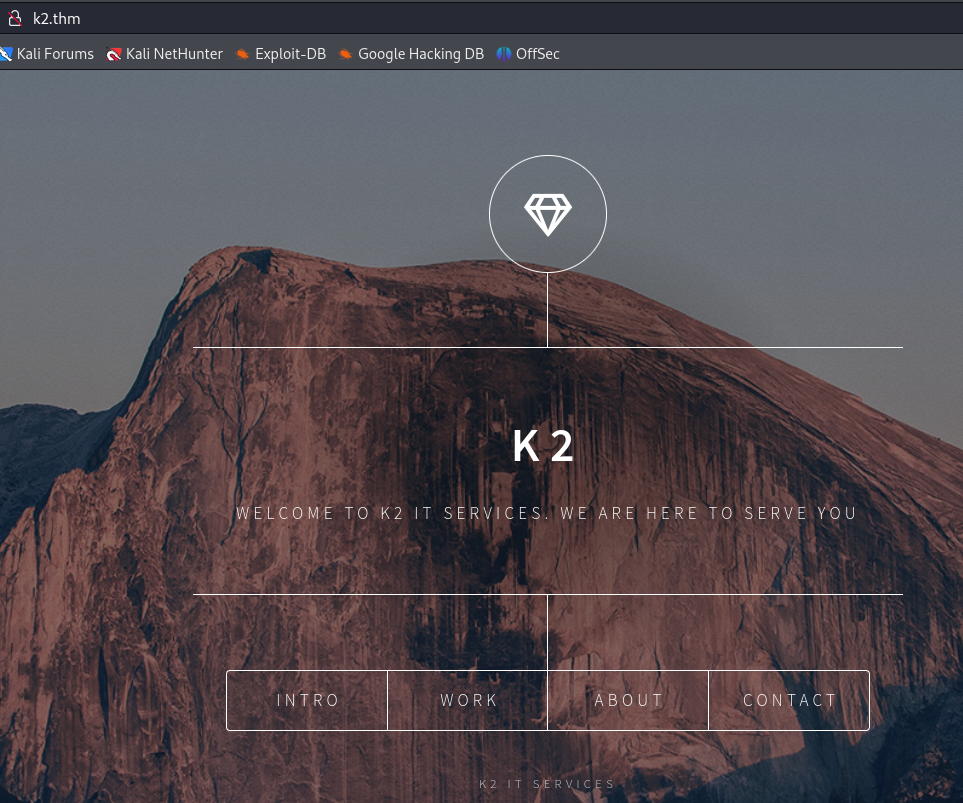 k2.thm
Kali Forums Kali NetHunter Exploit-DB Google Hacking DB OffSec
K2
WELCOME TO K2 IT SERVICES. WE ARE HERE TO SERVE YOU
INTRO WORK ABOUT CONTACT
K2 IT SERVICES